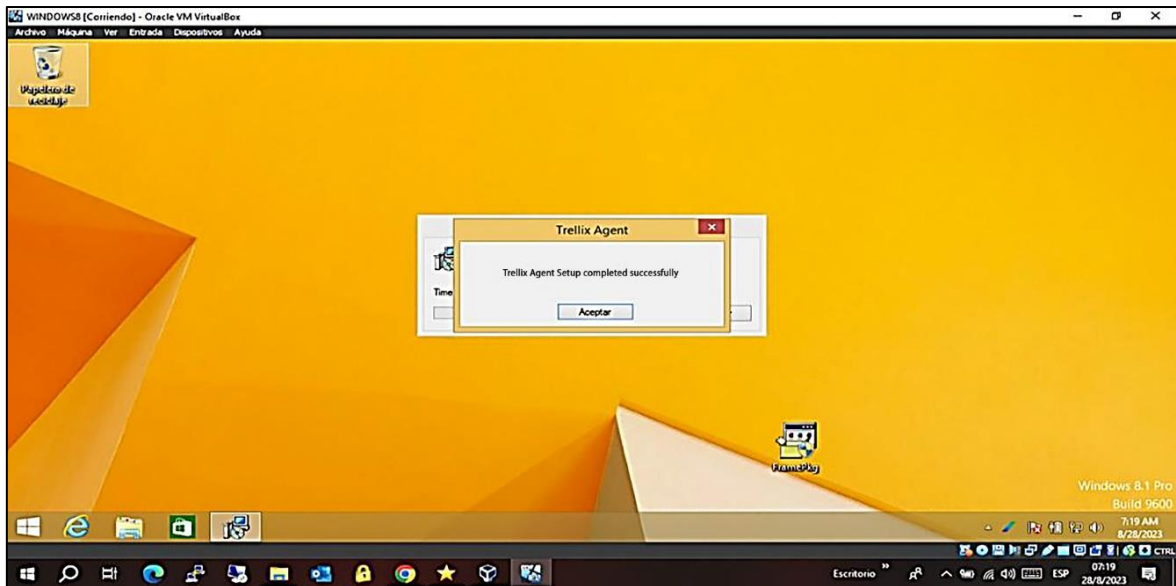 WINDOWS8 [Corriendo] - Oracle VM VirtualBox
Archivo Máquina Ver Entrada Dispositivos Ayuda
Papelera de
reciclaje
Trellix Agent
Trellix Agent Setup completed successfully
Time
Aceptar
FramePkg
Windows 8.1 Pro
Build 9600
7:19 AM
8/28/2023
CTRL
Escritorio
ESP
07:19
28/8/2023